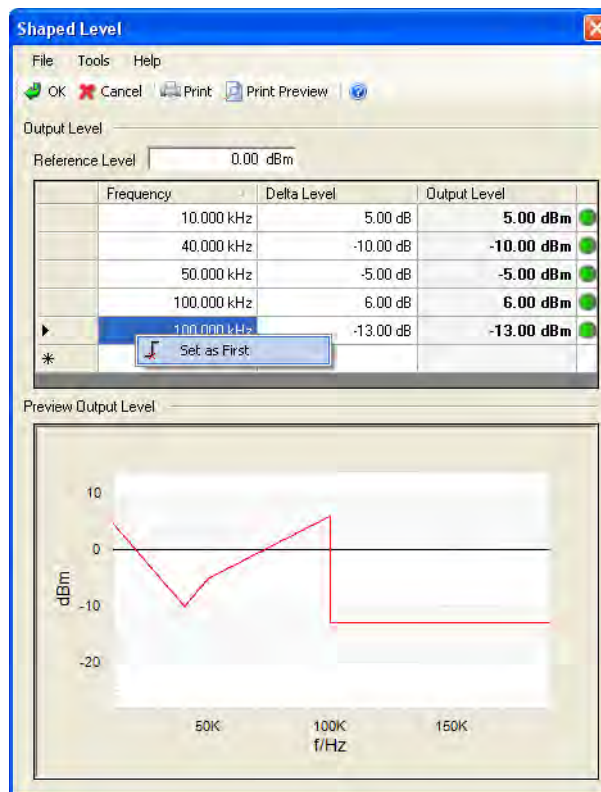 Shaped Level
File Tools Help
OK Cancel Print Print Preview
Output Level
Reference Level 0.00 dBm
Frequency Delta Level Output Level
10.000 kHz 5.00 dB 5.00 dBm
40.000 kHz -10.00 dB -10.00 dBm
50.000 kHz -5.00 dB -5.00 dBm
100.000 kHz 6.00 dB 6.00 dBm
100.000 kHz -13.00 dB -13.00 dBm
Set as First
Preview Output Level
10
0
-10
-20
dBm
50K 100K 150K
f/Hz